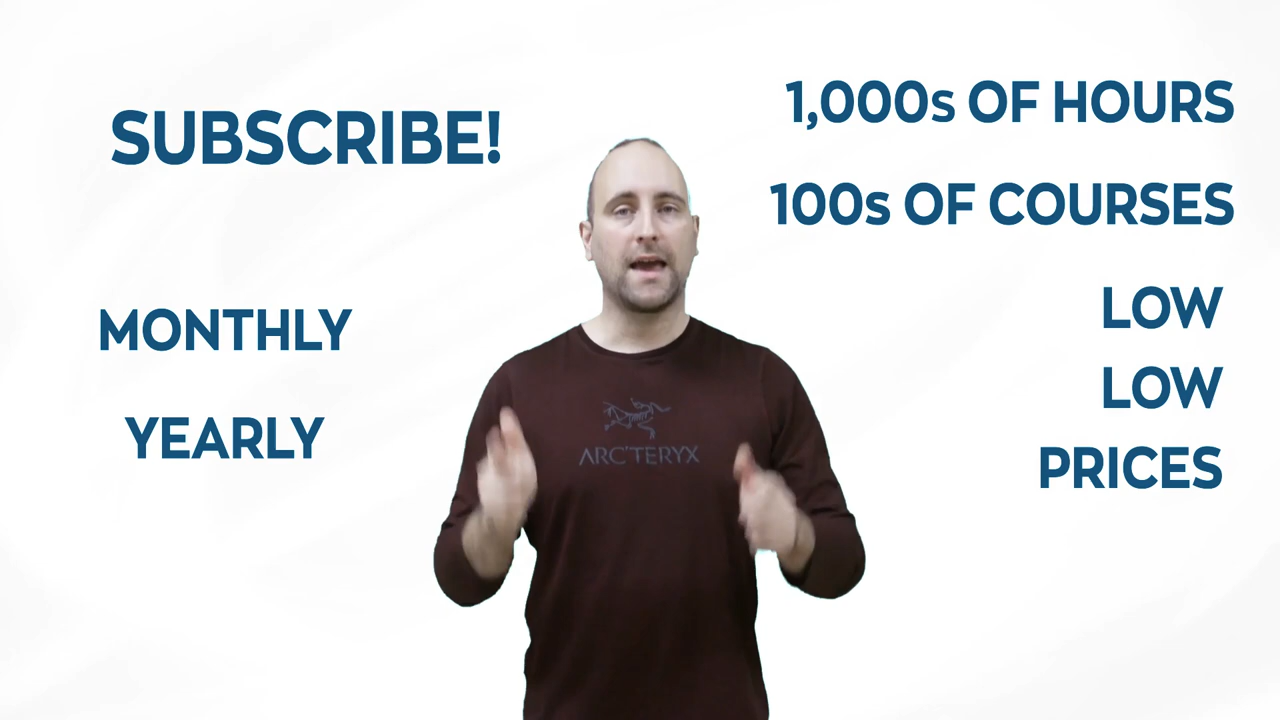 SUBSCRIBE!
MONTHLY
YEARLY
1,000s OF HOURS
100s OF COURSES
LOW
LOW
PRICES
ARC'TERYX